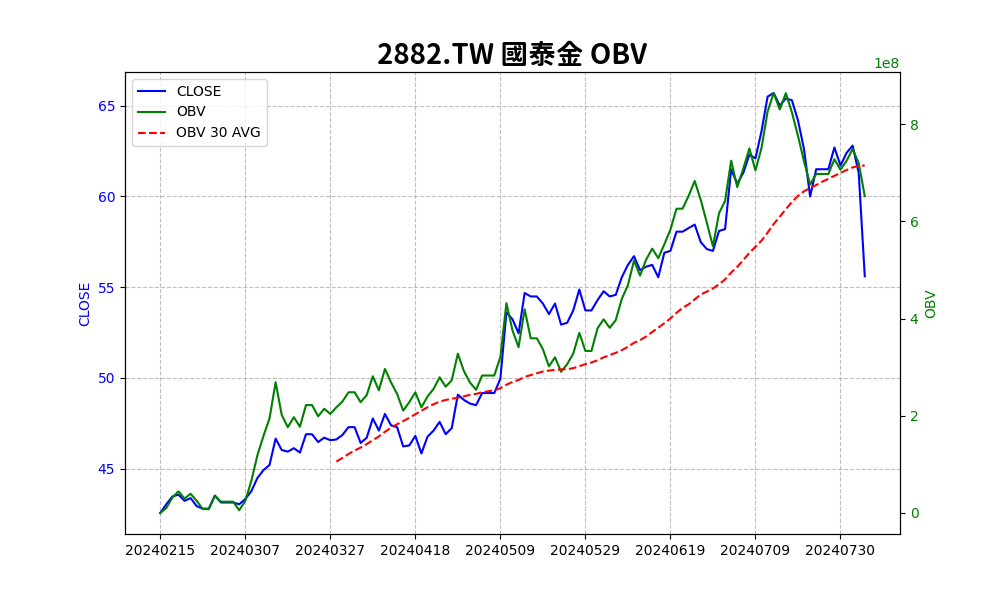 2882.TW 國泰金 OBV
1e8
CLOSE
OBV
OBV 30 AVG
65
60
55
50
45
CLOSE
8
6
4
2
0
OBV
20240215 20240307 20240327 20240418 20240509 20240529 20240619 20240709 20240730